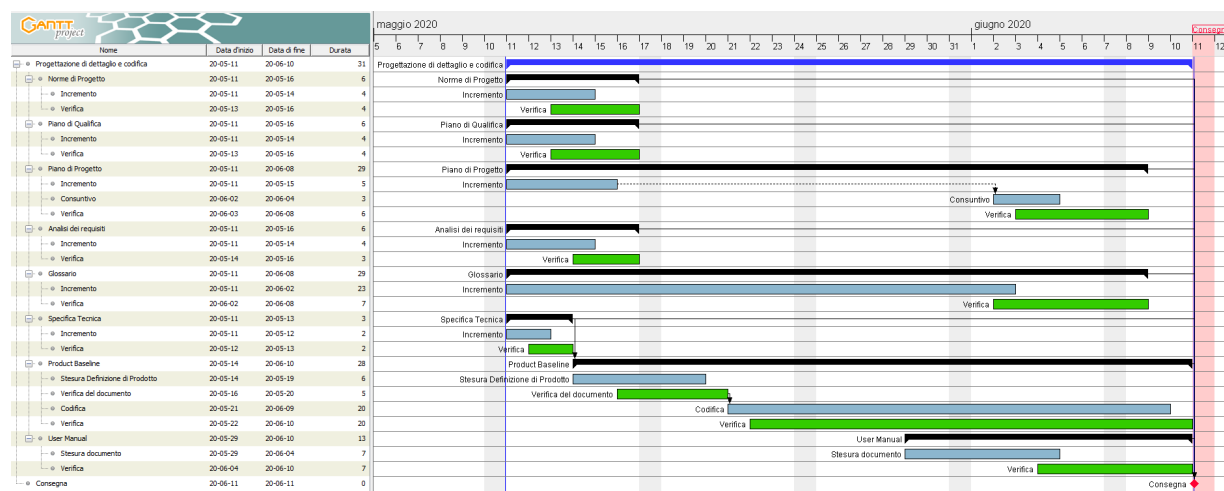 GANTT
project
maggio 2020 giugno 2020
Consegna
Nome Data d'inizio Data di fine Durata
5 6 7 8 9 10 11 12 13 14 15 16 17 18 19 20 21 22 23 24 25 26 27 28 29 30 31 1 2 3 4 5 6 7 8 9 10 11 12
Progettazione di dettaglio e codifica 20-05-11 20-06-10 31 Progettazione di dettaglio e codifica
Norme di Progetto 20-05-11 20-05-16 6 Norme di Progetto
Incremento 20-05-11 20-05-14 4 Incremento
Verifica 20-05-13 20-05-16 4 Verifica
Piano di Qualifica 20-05-11 20-05-16 6 Piano di Qualifica
Incremento 20-05-11 20-05-14 4 Incremento
Verifica 20-05-13 20-05-16 4 Verifica
Piano di Progetto 20-05-11 20-06-08 29 Piano di Progetto
Incremento 20-05-11 20-05-15 5 Incremento
Consuntivo 20-06-02 20-06-04 3 Consuntivo
Verifica 20-06-03 20-06-08 6 Verifica
Analisi dei requisiti 20-05-11 20-05-16 6 Analisi dei requisiti
Incremento 20-05-11 20-05-14 4 Incremento
Verifica 20-05-14 20-05-16 3 Verifica
Glossario 20-05-11 20-06-08 29 Glossario
Incremento 20-05-11 20-06-02 23 Incremento
Verifica 20-06-02 20-06-08 7 Verifica
Specifica Tecnica 20-05-11 20-05-13 3 Specifica Tecnica
Incremento 20-05-11 20-05-12 2 Incremento
Verifica 20-05-12 20-05-13 2 Verifica
Product Baseline 20-05-14 20-06-10 28 Product Baseline
Stesura Definizione di Prodotto 20-05-14 20-05-19 6 Stesura Definizione di Prodotto
Verifica del documento 20-05-16 20-05-20 5 Verifica del documento
Codifica 20-05-21 20-06-09 20 Codifica
Verifica 20-05-22 20-06-10 20 Verifica
User Manual 20-05-29 20-06-10 13 User Manual
Stesura documento 20-05-29 20-06-04 7 Stesura documento
Verifica 20-06-04 20-06-10 7 Verifica
Consegna 20-06-11 20-06-11 0 Consegna